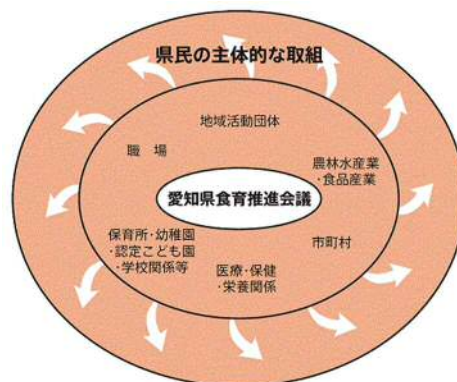 県民の主体的な取組
地域活動団体
職　場
農林水産業
・食品産業
愛知県食育推進会議
保育所・幼稚園
・認定こども園
・学校関係等
市町村
医療・保健
・栄養関係